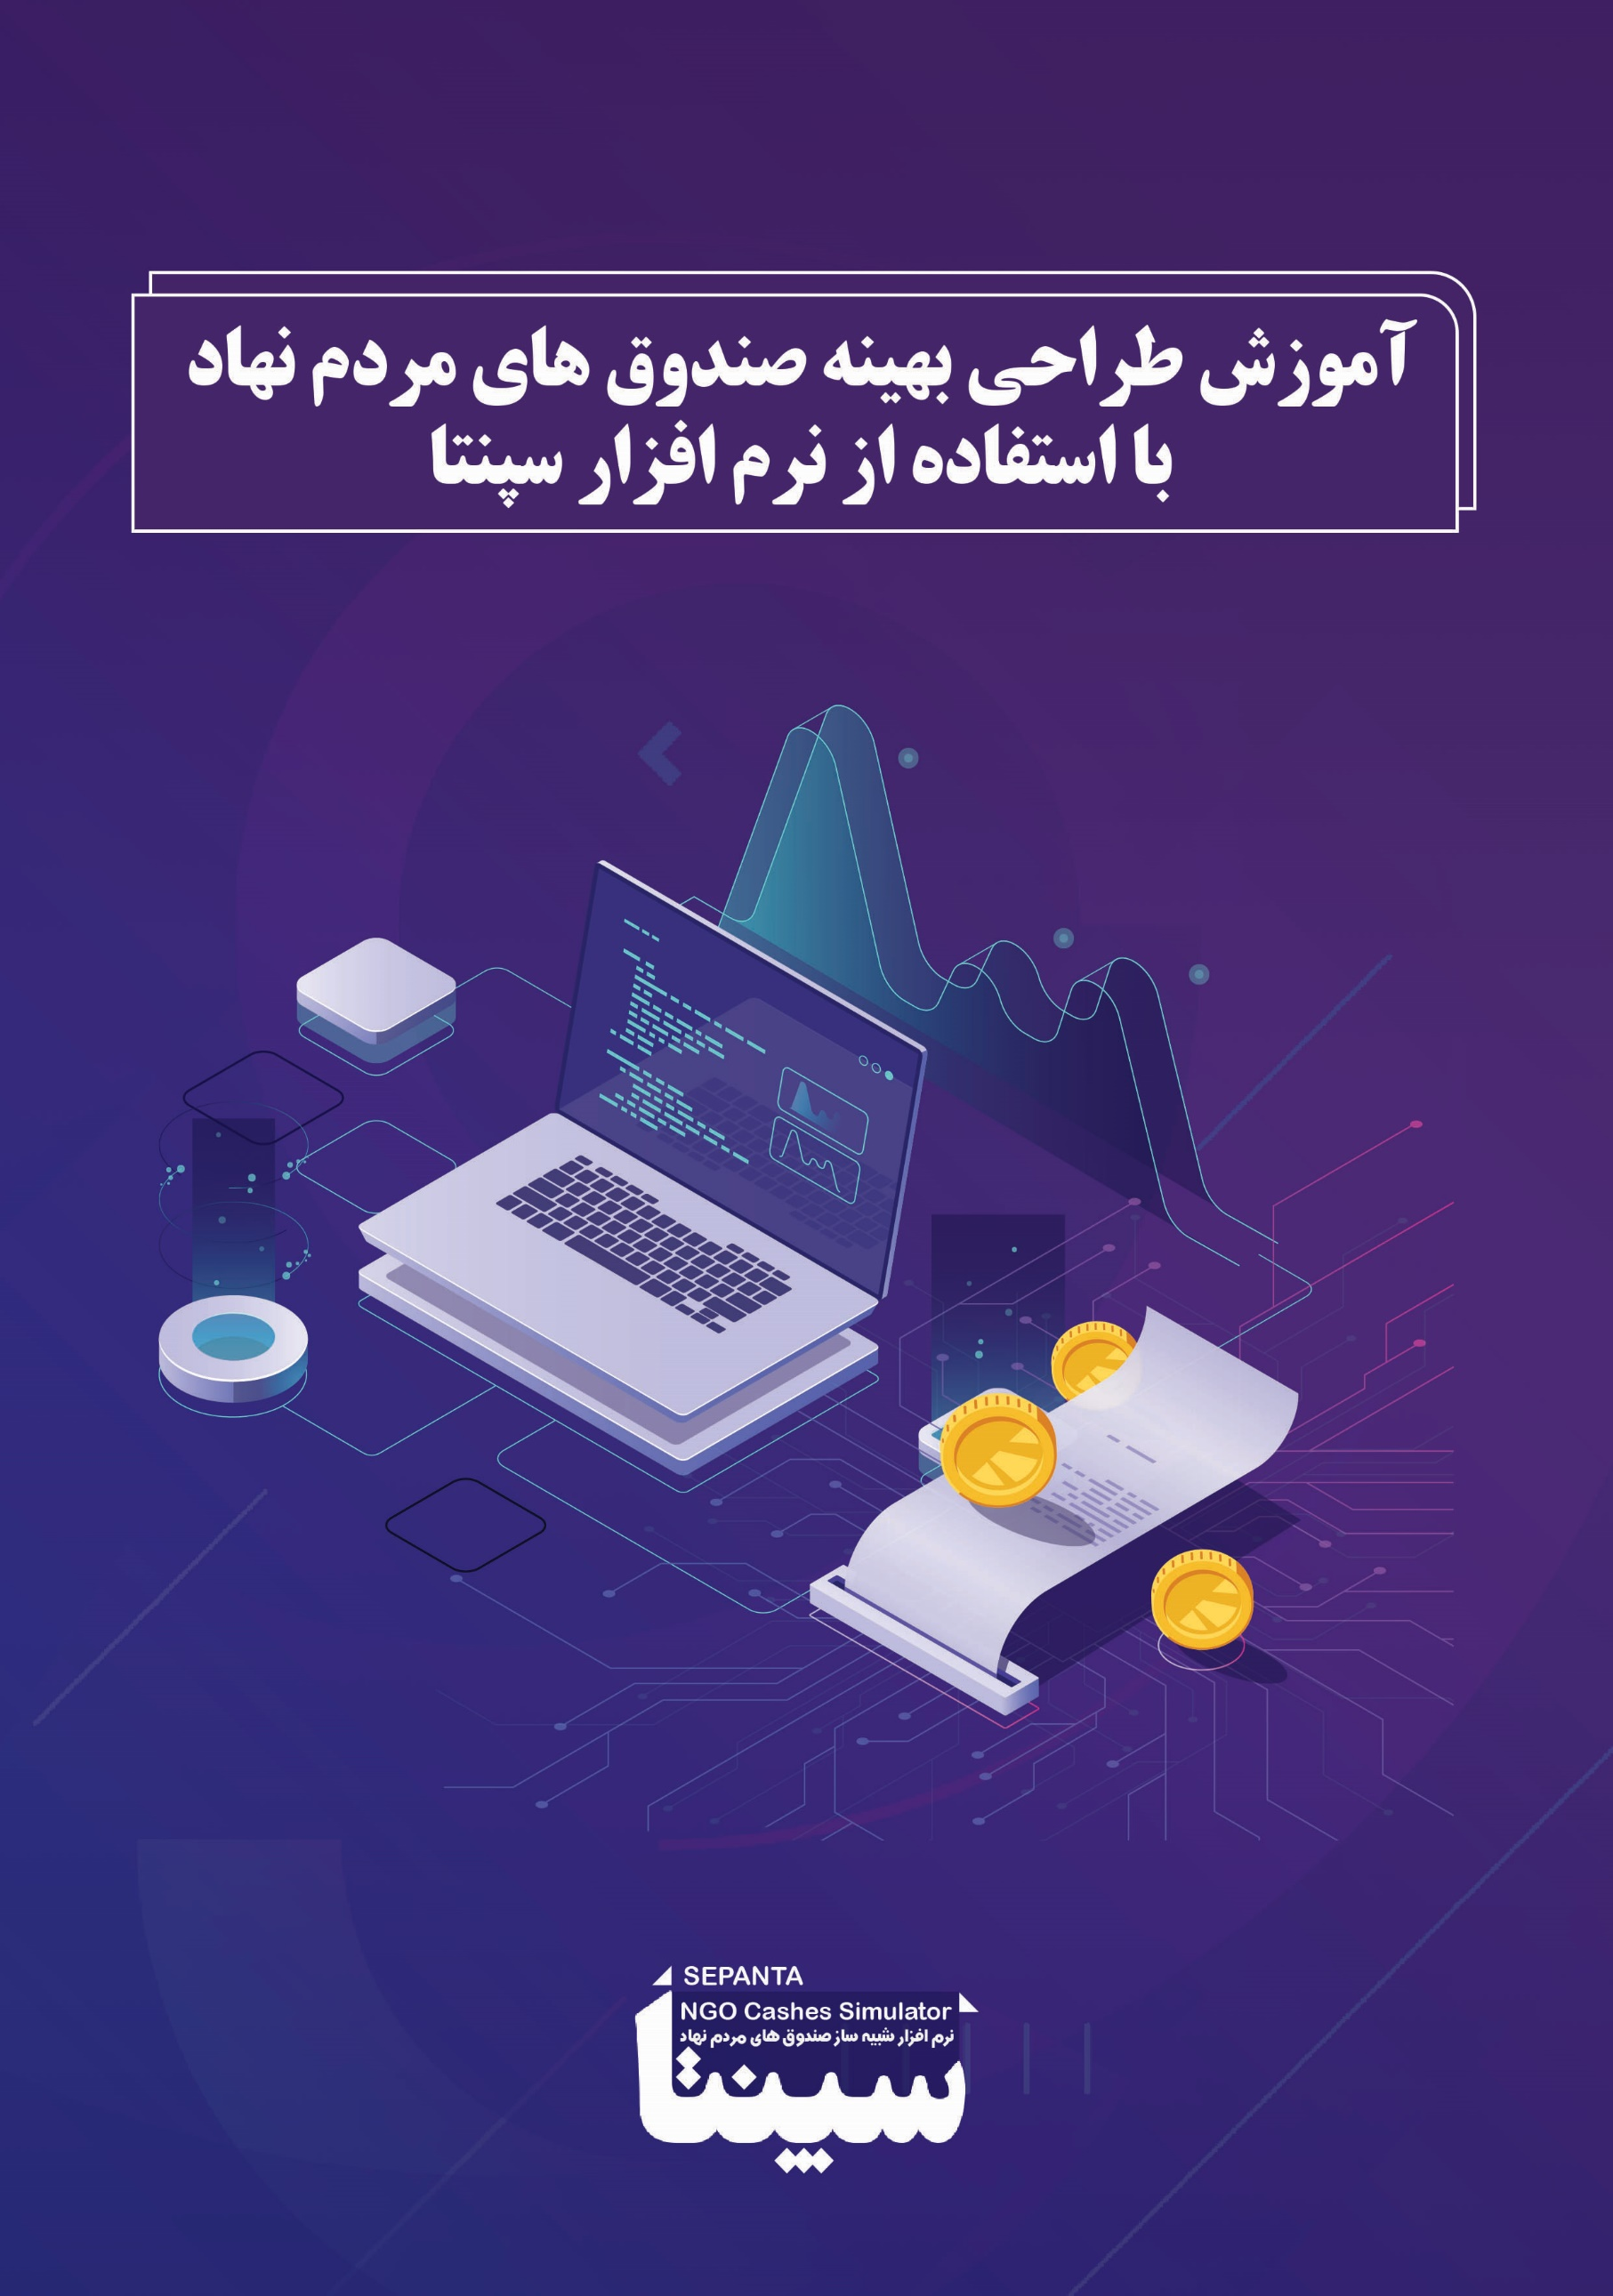 آموزش طراحی بهینه صندوق های مردم نهاد
با استفاده از نرم افزار سپنتا
SEPANTA
NGO Cashes Simulator
نرم افزار شبیه ساز صندوق های مردم نهاد
سپنتا